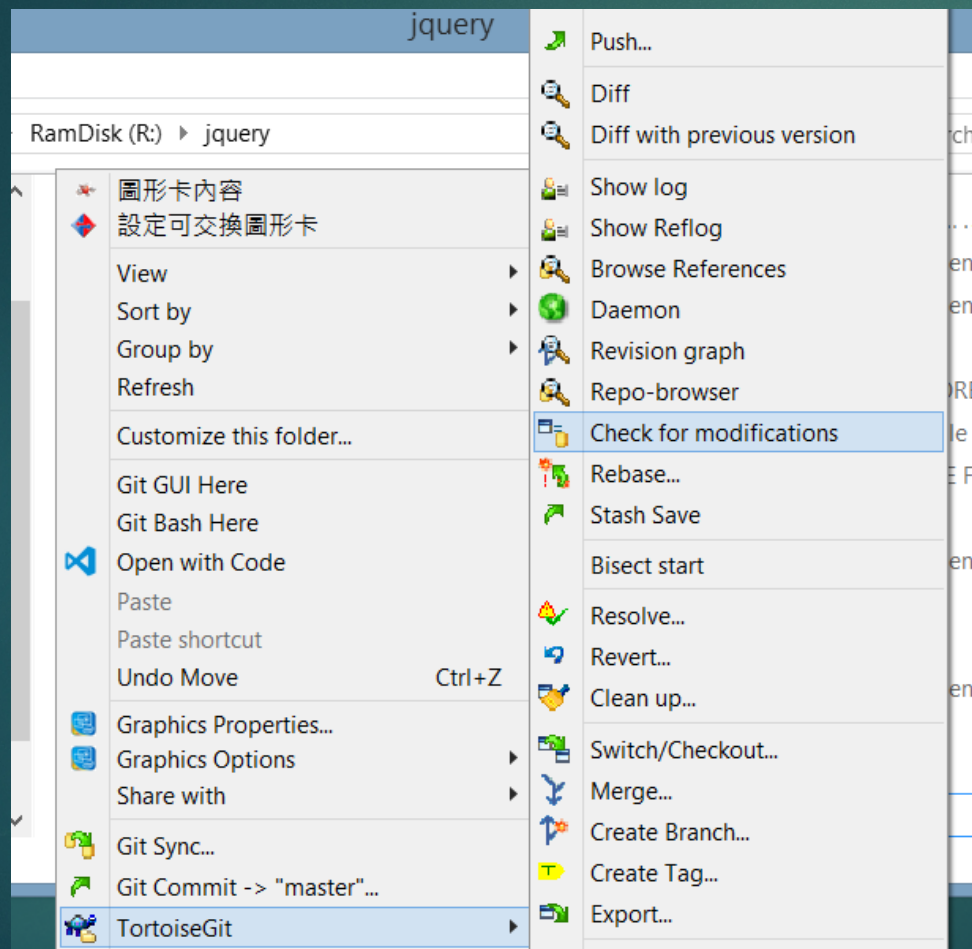 jquery
RamDisk (R:) jquery
圖形卡內容
設定可交換圖形卡
View
Sort by
Group by
Refresh
Customize this folder...
Git GUI Here
Git Bash Here
Open with Code
Paste
Paste shortcut
Undo Move Ctrl+Z
Graphics Properties...
Graphics Options
Share with
Git Sync...
Git Commit -> "master"...
TortoiseGit
Push...
Diff
Diff with previous version
Show log
Show Reflog
Browse References
Daemon
Revision graph
Repo-browser
Check for modifications
Rebase...
Stash Save
Bisect start
Resolve...
Revert...
Clean up...
Switch/Checkout...
Merge...
Create Branch...
Create Tag...
Export...